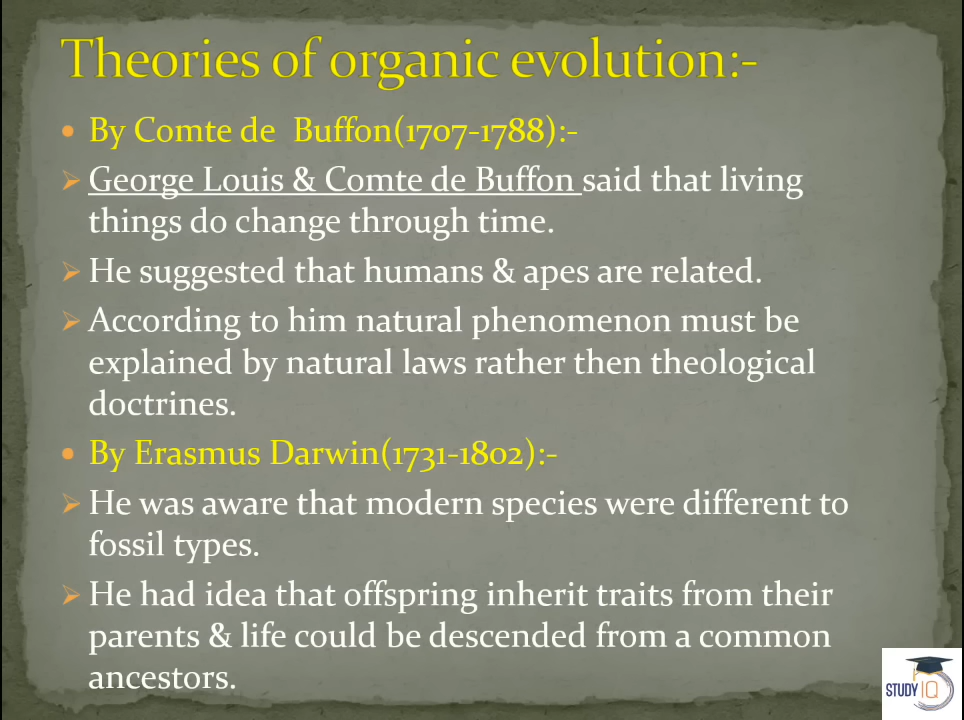 Theories of organic evolution:-
• By Comte de Buffon(1707-1788):-
➢ George Louis & Comte de Buffon said that living
things do change through time.
➢ He suggested that humans & apes are related.
➢ According to him natural phenomenon must be
explained by natural laws rather then theological
doctrines.
• By Erasmus Darwin(1731-1802):-
➢ He was aware that modern species were different to
fossil types.
➢ He had idea that offspring inherit traits from their
parents & life could be descended from a common
ancestors.
STUDY IQ